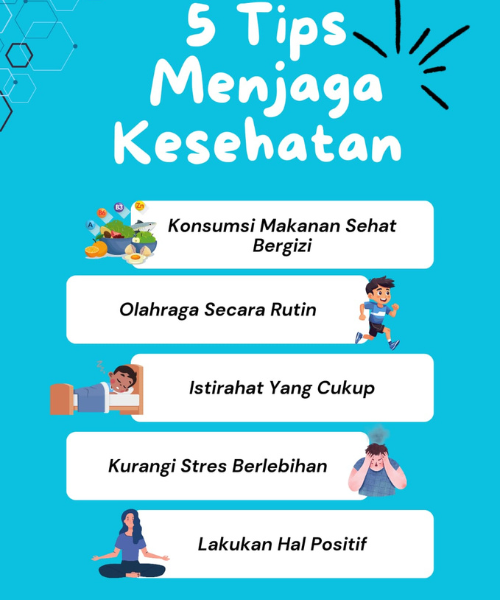 5 Tips
Menjaga
Kesehatan
Konsumsi Makanan Sehat
Bergizi
Olahraga Secara Rutin
Istirahat Yang Cukup
Kurangi Stres Berlebihan
Lakukan Hal Positif